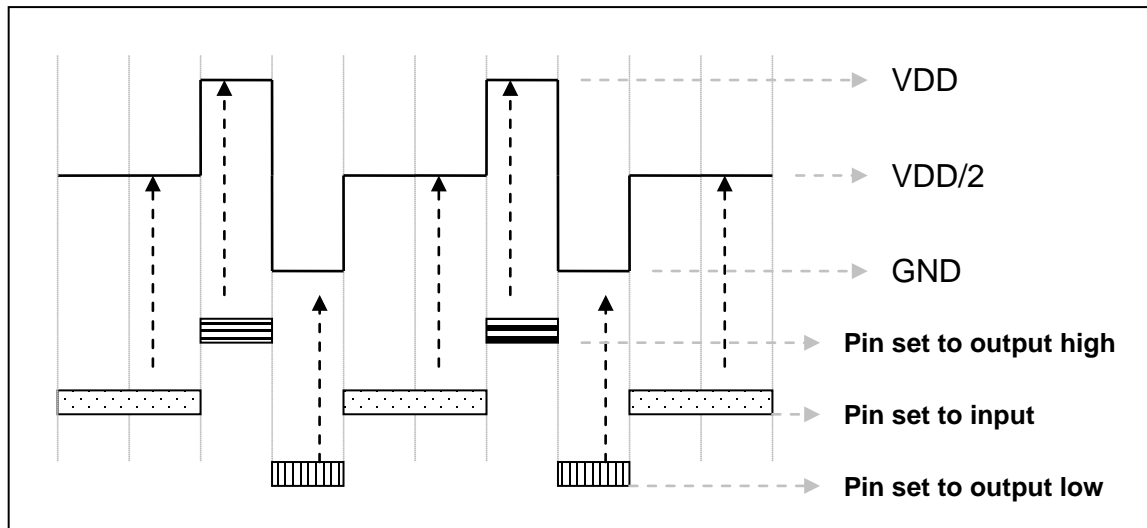 VDD
VDD/2
GND
Pin set to output high
Pin set to input
Pin set to output low